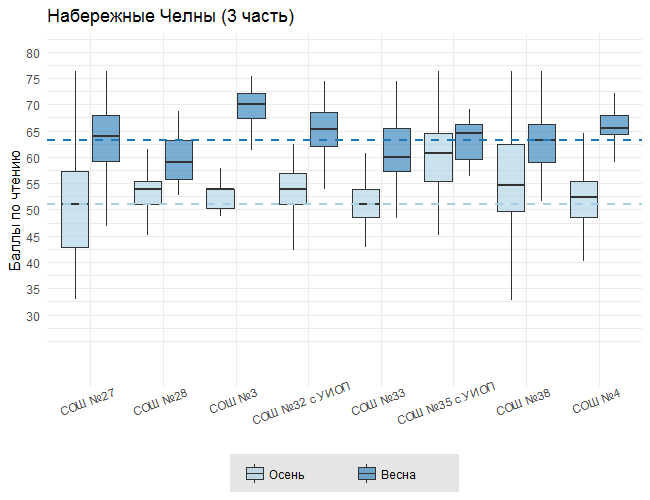 Набережные Челны (3 часть)
Баллы по чтению
80
75
70
65
60
55
50
45
40
35
30
СОШ №27
СОШ №28
СОШ №3
СОШ №32 с УИОП
СОШ №33
СОШ №35 с УИОП
СОШ №38
СОШ №4
Осень
Весна